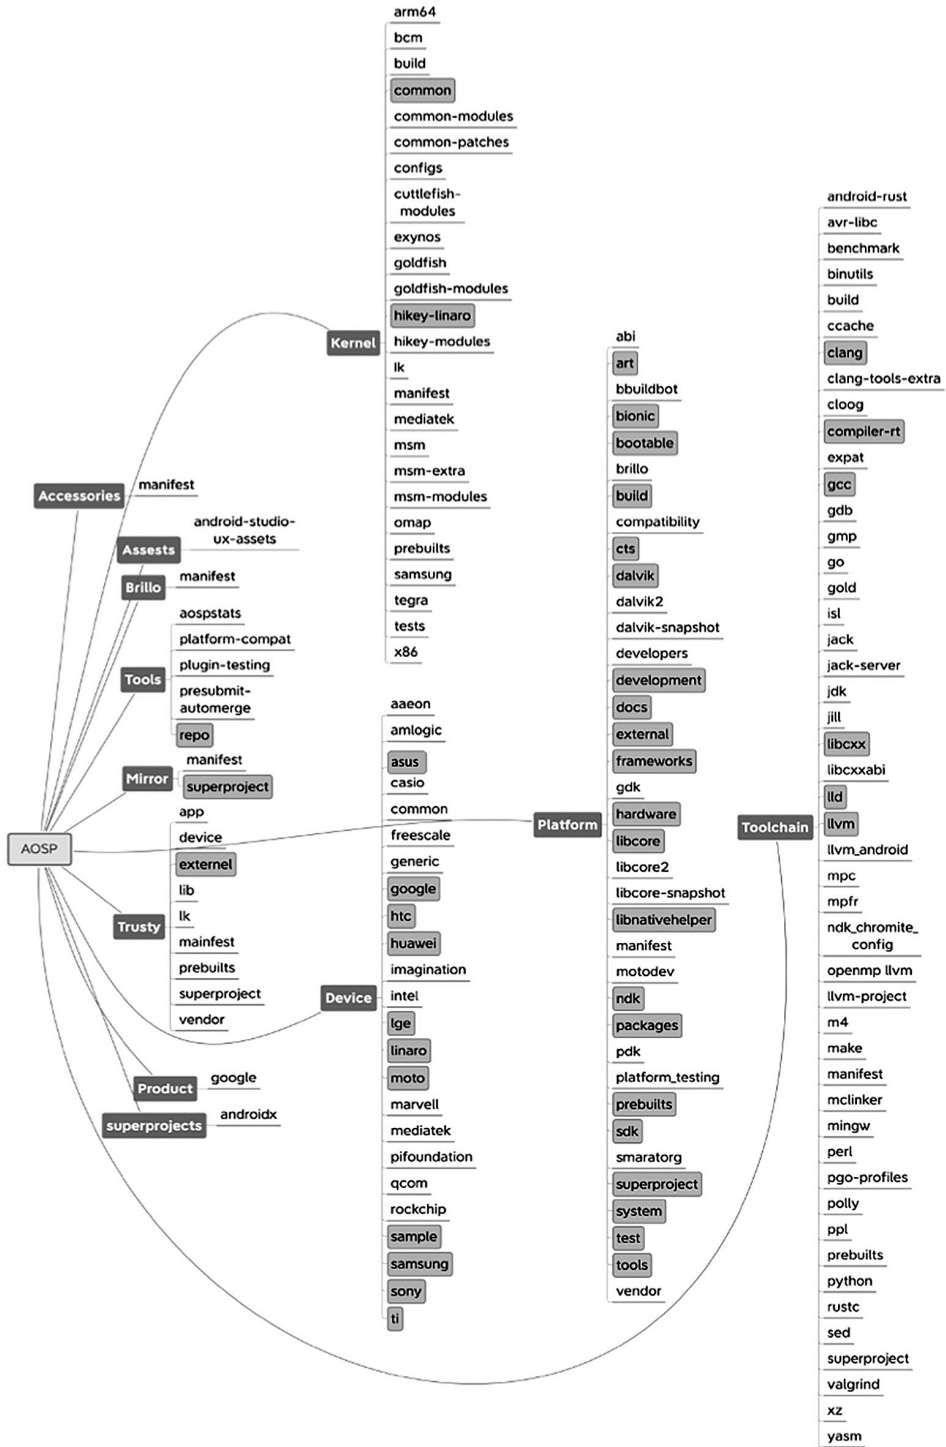 AOSP
Kernel
arm64
bcm
build
common
common-modules
common-patches
configs
cuttlefish-
modules
exynos
goldfish
goldfish-modules
hikey-linaro
hikey-modules
lk
manifest
mediatek
msm
msm-extra
msm-modules
omap
prebuilts
samsung
tegra
tests
x86
Accessories
manifest
Assests
android-studio-
ux-assets
Brillo
manifest
Tools
aospstats
platform-compat
plugin-testing
presubmit-
automerge
repo
Mirror
manifest
superproject
Trusty
app
device
externel
lib
lk
mainfest
prebuilts
superproject
vendor
Device
aaeon
amlogic
asus
casio
common
freescale
generic
google
htc
huawei
imagination
intel
lge
linaro
moto
marvell
mediatek
pifoundation
qcom
rockchip
sample
samsung
sony
ti
Product
google
superprojects
androidx
Platform
abi
art
bbuildbot
bionic
bootable
brillo
build
compatibility
cts
dalvik
dalvik2
dalvik-snapshot
developers
development
docs
external
frameworks
gdk
hardware
libcore
libcore2
libcore-snapshot
libnativehelper
manifest
motodev
ndk
packages
pdk
platform_testing
prebuilts
sdk
smaratorg
superproject
system
test
tools
vendor
Toolchain
android-rust
avr-libc
benchmark
binutils
build
ccache
clang
clang-tools-extra
cloog
compiler-rt
expat
gcc
gdb
gmp
go
gold
isl
jack
jack-server
jdk
jill
libcxx
libcxxabi
lld
llvm
llvm_android
mpc
mpfr
ndk_chromite_
config
openmp llvm
llvm-project
m4
make
manifest
mclinker
mingw
perl
pgo-profiles
polly
ppl
prebuilts
python
rustc
sed
superproject
valgrind
xz
yasm